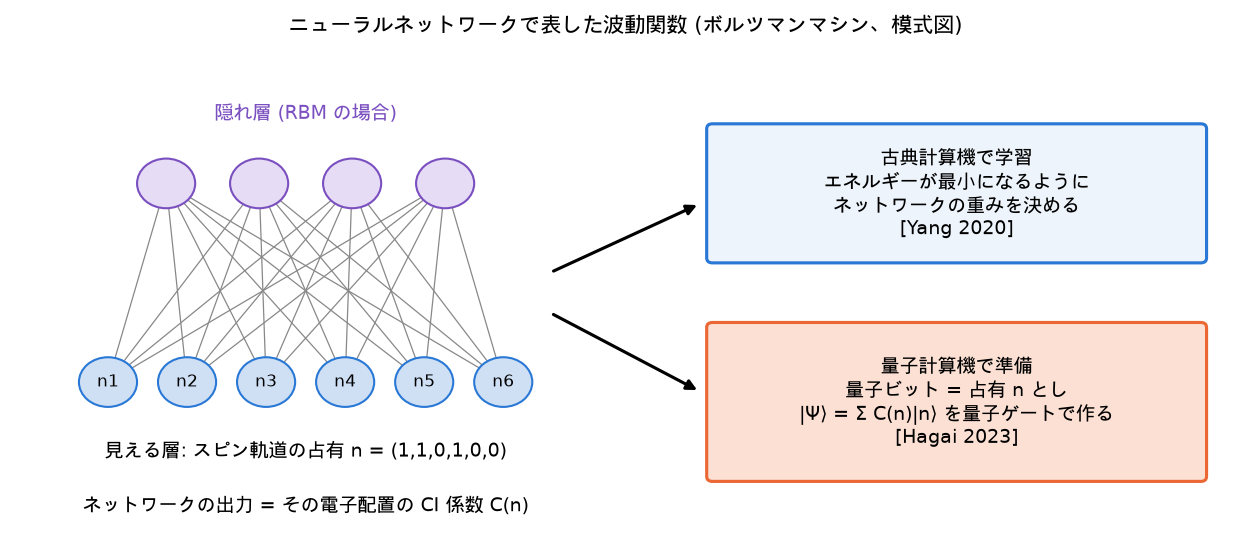 ニューラルネットワークで表した波動関数 (ボルツマンマシン、模式図)
隠れ層 (RBM の場合)
n1 n2 n3 n4 n5 n6
見える層: スピン軌道の占有 n = (1,1,0,1,0,0)
ネットワークの出力 = その電子配置の CI 係数 C(n)
古典計算機で学習
エネルギーが最小になるように
ネットワークの重みを決める
[Yang 2020]
量子計算機で準備
量子ビット = 占有 n とし
|Ψ⟩ = Σ C(n)|n⟩ を量子ゲートで作る
[Hagai 2023]